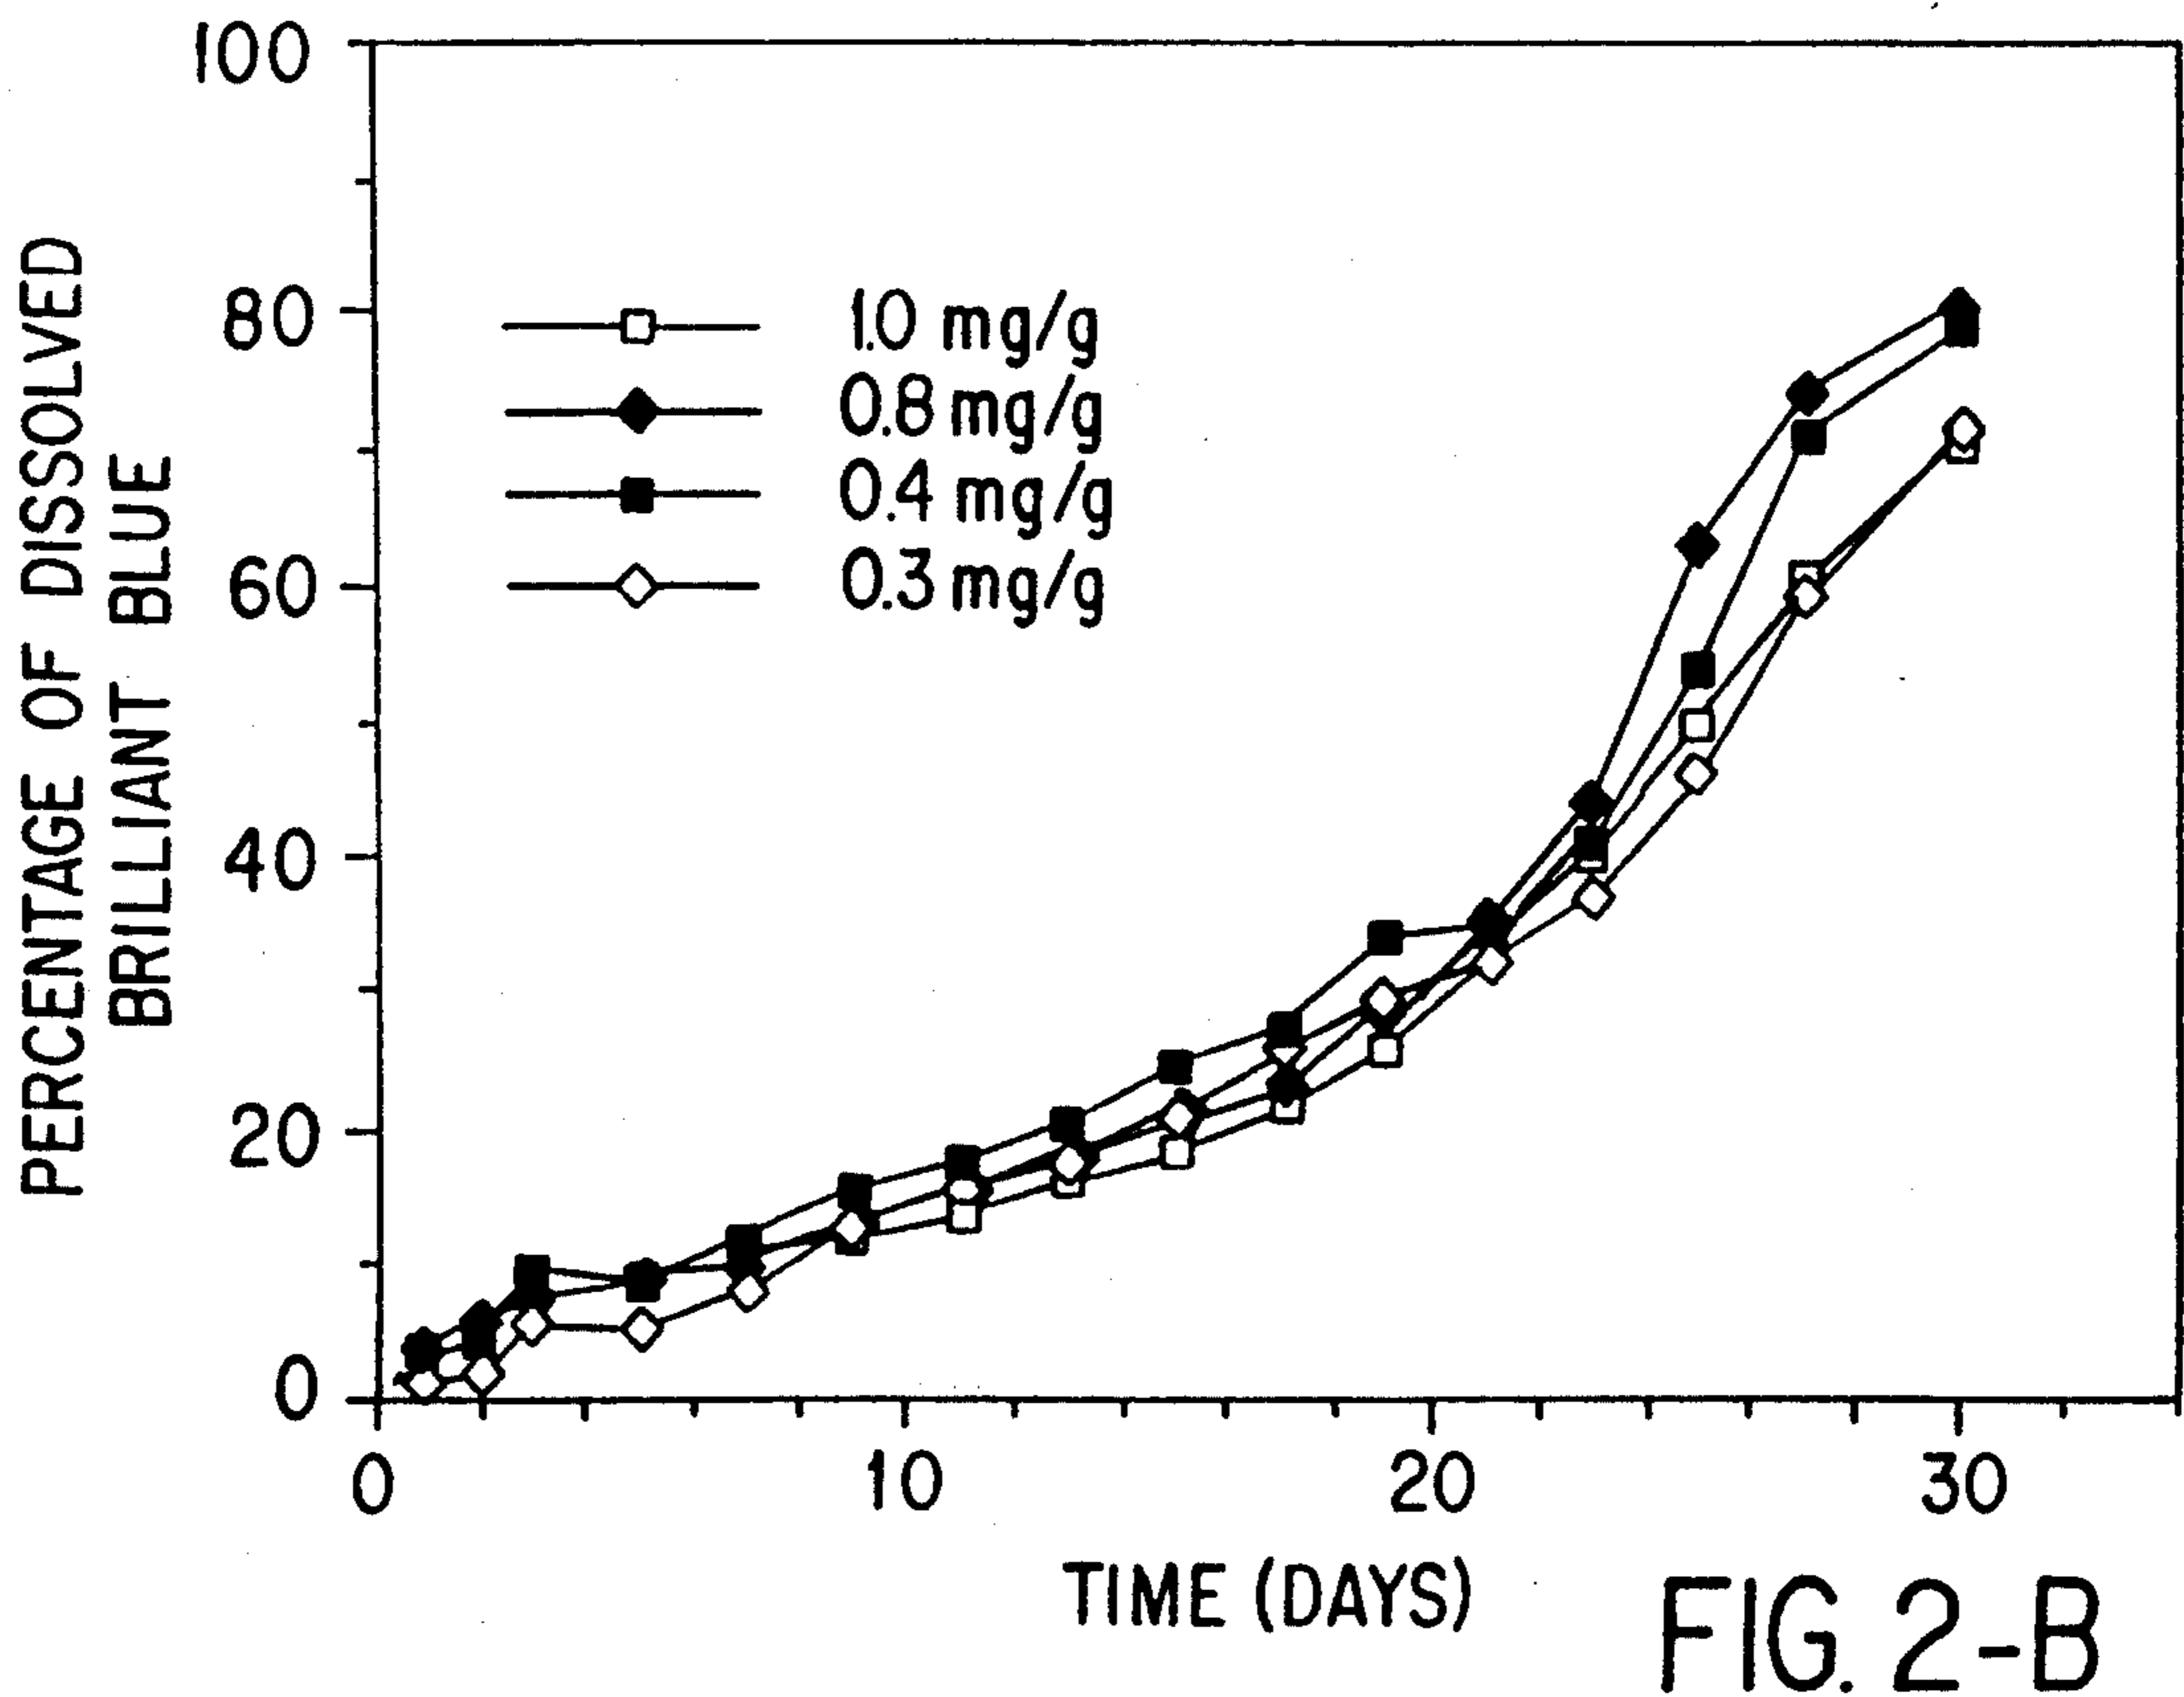 PERCENTAGE OF DISSOLVED
BRILLIANT BLUE
100
80
60
40
20
0
1.0 mg/g
0.8 mg/g
0.4 mg/g
0.3 mg/g
0
10
20
30
TIME (DAYS)
FIG. 2-B